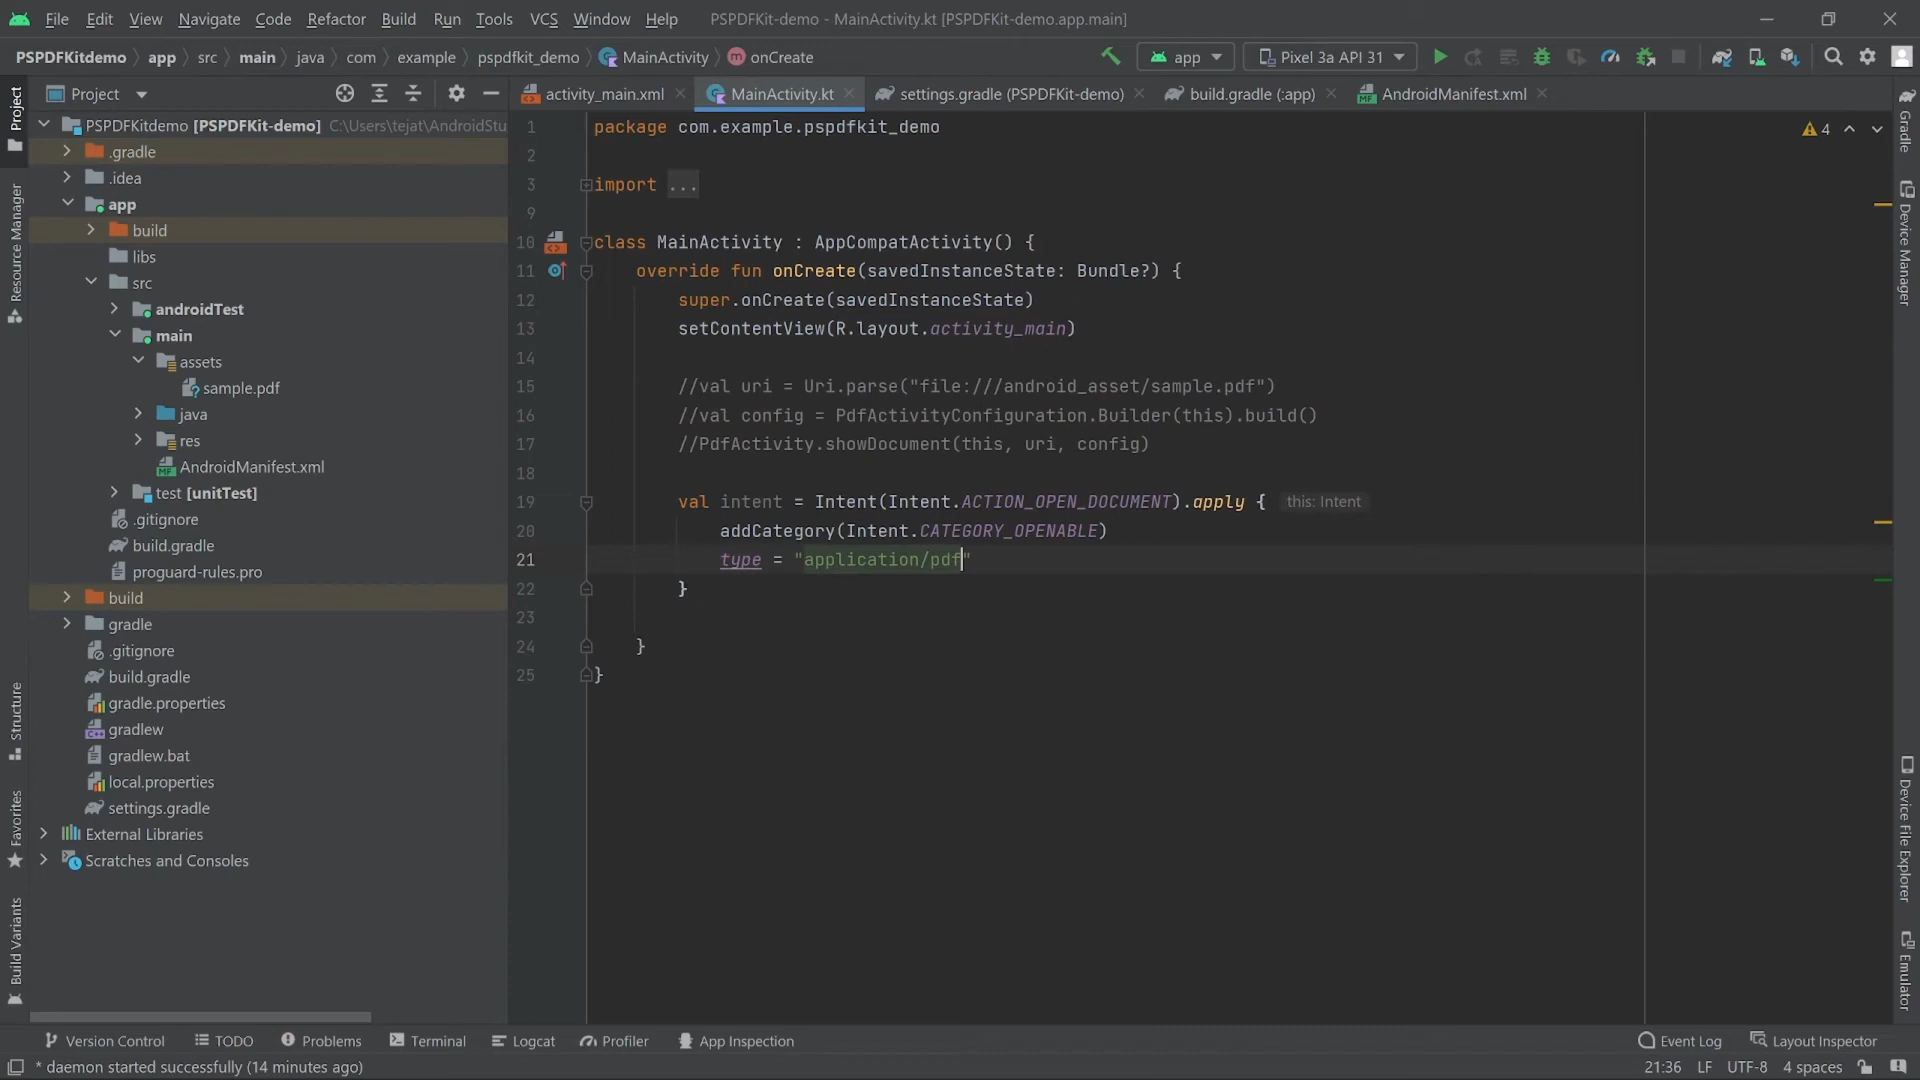 File Edit View Navigate Code Refactor Build Run Tools VCS Window Help PSPDFKit-demo - MainActivity.kt [PSPDFKit-demo.app.main]
PSPDFKitdemo app src main java com example pspdfkit_demo MainActivity onCreate app Pixel 3a API 31
Project
activity_main.xml MainActivity.kt settings.gradle (PSPDFKit-demo) build.gradle (:app) AndroidManifest.xml
Project
Resource Manager
Structure
Favorites
Build Variants
PSPDFKitdemo [PSPDFKit-demo] C:\Users\tejat\AndroidStu
.gradle
.idea
app
build
libs
src
androidTest
main
assets
sample.pdf
java
res
AndroidManifest.xml
test [unitTest]
.gitignore
build.gradle
proguard-rules.pro
build
gradle
.gitignore
build.gradle
gradle.properties
gradlew
gradlew.bat
local.properties
settings.gradle
External Libraries
Scratches and Consoles
1 package com.example.pspdfkit_demo
2
3 import ...
9
10 class MainActivity : AppCompatActivity() {
11 override fun onCreate(savedInstanceState: Bundle?) {
12 super.onCreate(savedInstanceState)
13 setContentView(R.layout.activity_main)
14
15 //val uri = Uri.parse("file:///android_asset/sample.pdf")
16 //val config = PdfActivityConfiguration.Builder(this).build()
17 //PdfActivity.showDocument(this, uri, config)
18
19 val intent = Intent(Intent.ACTION_OPEN_DOCUMENT).apply { this: Intent
20 addCategory(Intent.CATEGORY_OPENABLE)
21 type = "application/pdf"
22 }
23
24 }
25 }
4
Gradle
Device Manager
Device File Explorer
Emulator
Version Control TODO Problems Terminal Logcat Profiler App Inspection Event Log Layout Inspector
* daemon started successfully (14 minutes ago) 21:36 LF UTF-8 4 spaces